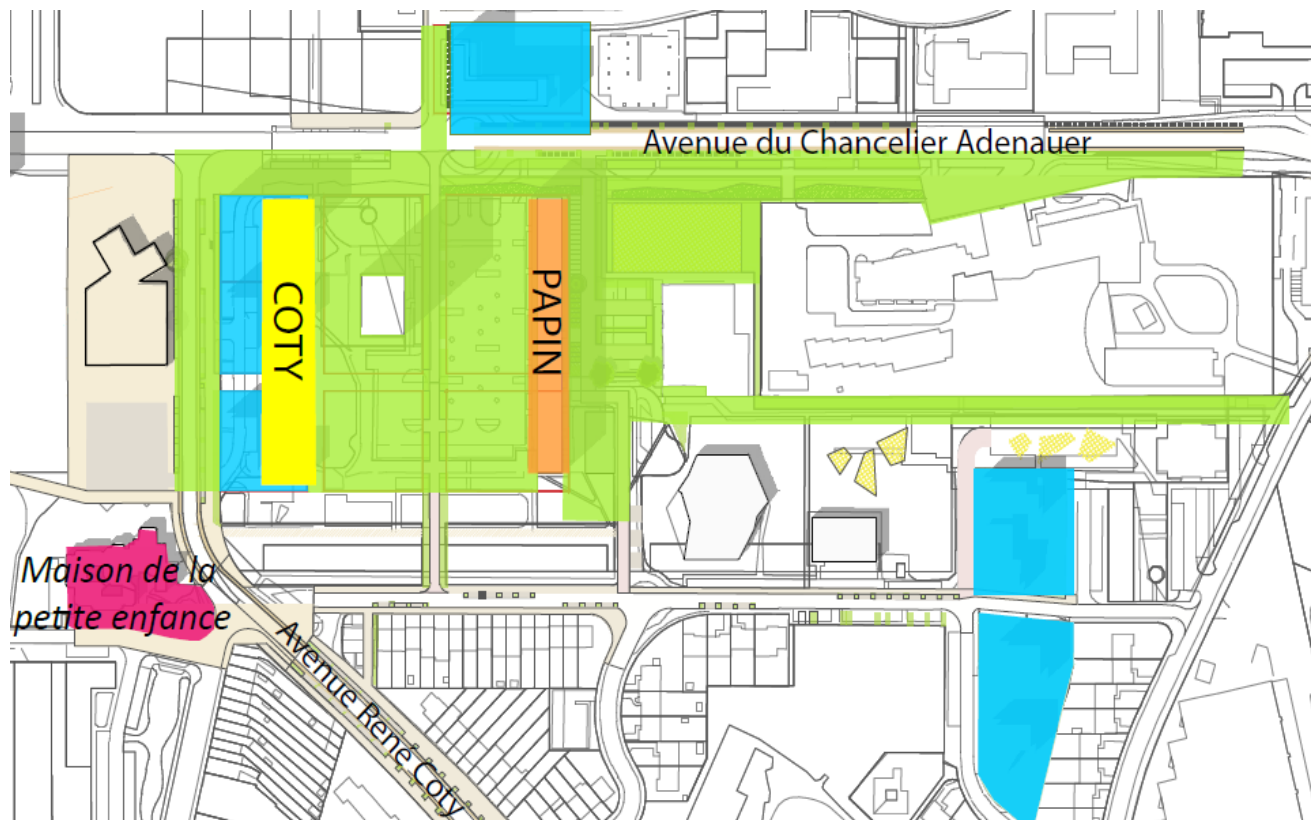 Avenue du Chancelier Adenauer
COTY
PAPIN
Maison de la
petite enfance
Avenue René Coty